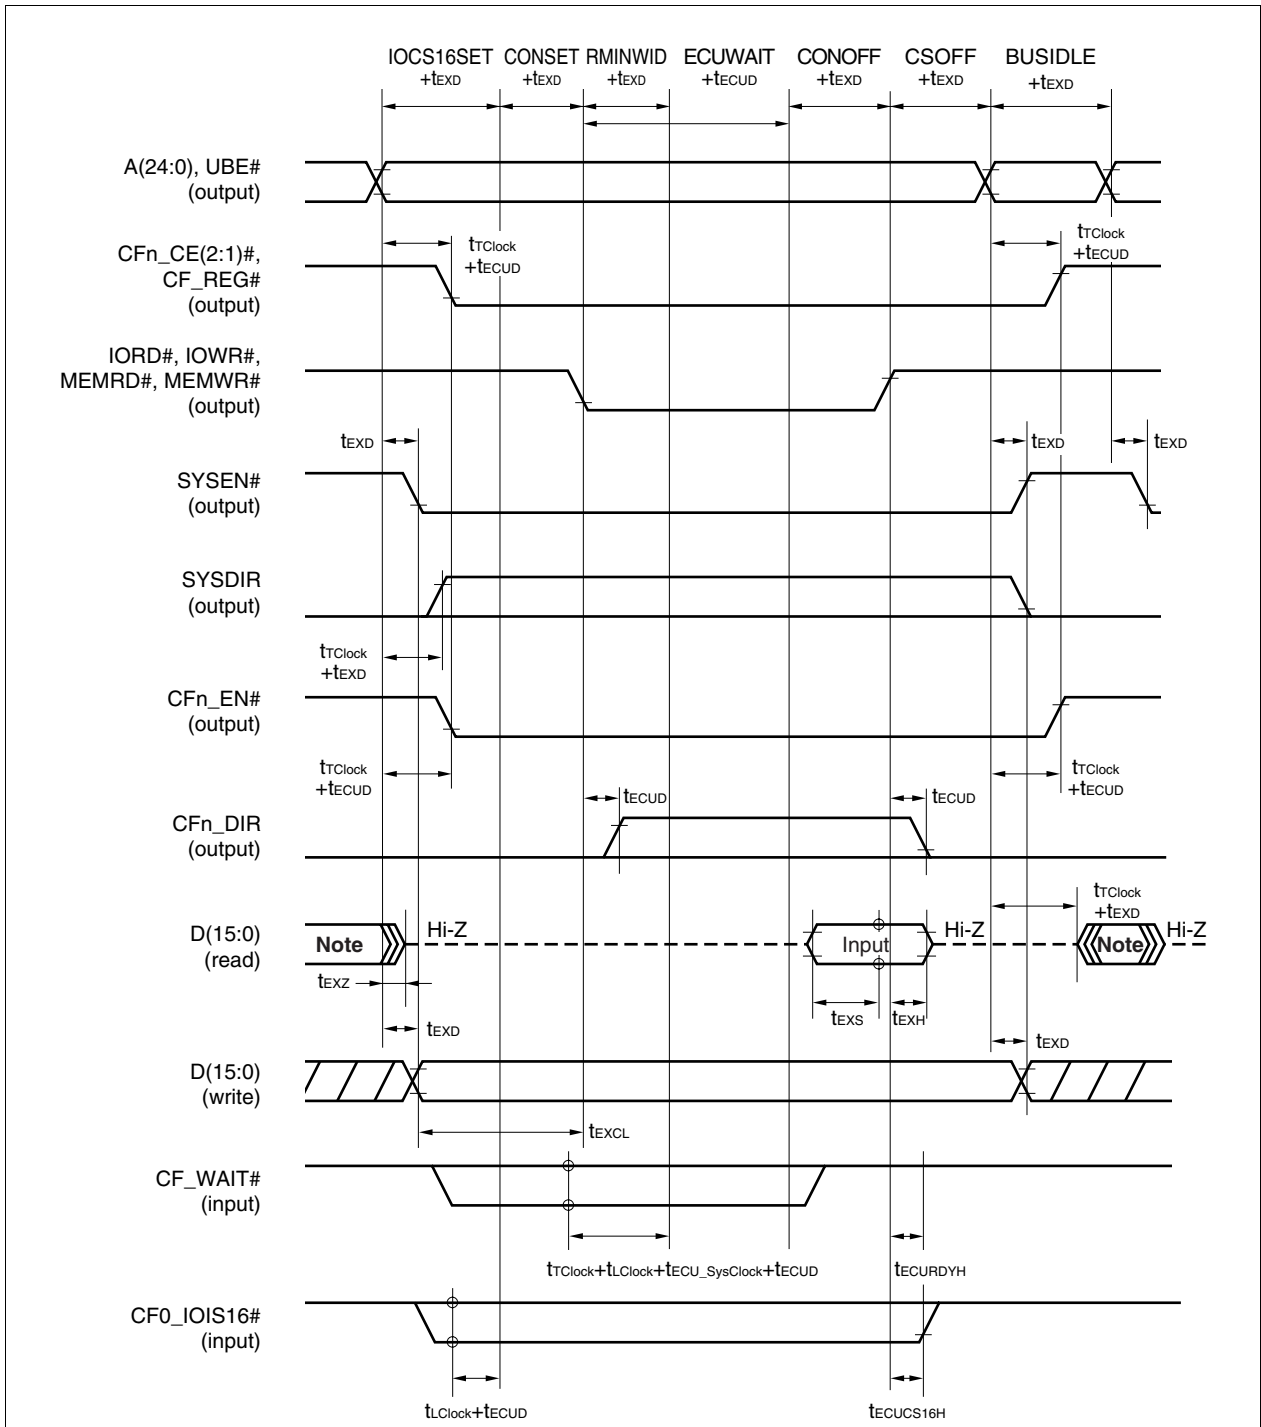 IOCS16SET CONSET RMINWID ECUWAIT CONOFF CSOFF BUSIDLE
+tEXD +tEXD +tEXD +tECUD +tEXD +tEXD +tEXD
A(24:0), UBE#
(output)
CFn_CE(2:1)#,
CF_REG#
(output)
tTClock
+tECUD
tTClock
+tECUD
IORD#, IOWR#,
MEMRD#, MEMWR#
(output)
tEXD
tEXD
tEXD
SYSEN#
(output)
SYSDIR
(output)
tTClock
+tEXD
CFn_EN#
(output)
tTClock
+tECUD
tTClock
+tECUD
tECUD
tECUD
CFn_DIR
(output)
tTClock
+tEXD
D(15:0)
(read)
Note
Hi-Z
Input
Hi-Z
Note
Hi-Z
tEXZ
tEXS
tEXH
tEXD
tEXD
D(15:0)
(write)
tEXCL
CF_WAIT#
(input)
tTClock+tLClock+tECU_SysClock+tECUD
tECURDYH
CF0_IOIS16#
(input)
tLClock+tECUD
tECUCS16H